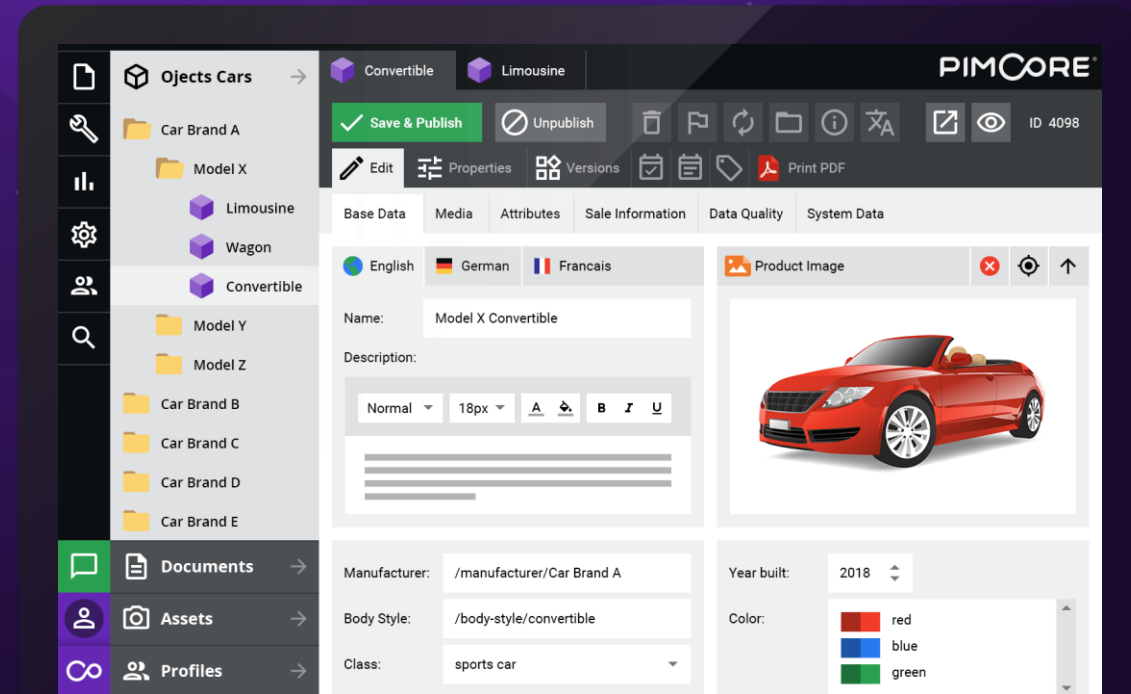 Ojects Cars
Car Brand A
Model X
Limousine
Wagon
Convertible
Model Y
Model Z
Car Brand B
Car Brand C
Car Brand D
Car Brand E
Documents
Assets
Profiles
Convertible Limousine PIMCORE®
Save & Publish Unpublish ID 4098
Edit Properties Versions Print PDF
Base Data Media Attributes Sale Information Data Quality System Data
English German Francais
Name: Model X Convertible
Description:
Normal 18px A B I U
Product Image
Manufacturer: /manufacturer/Car Brand A
Body Style: /body-style/convertible
Class: sports car
Year built: 2018
Color: red
blue
green